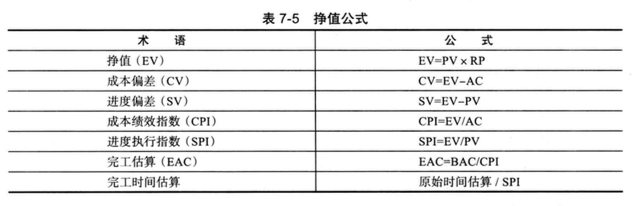 表 7-5 挣值公式
术 语 公 式
挣值（EV） EV=PV×RP
成本偏差（CV） CV=EV-AC
进度偏差（SV） SV=EV-PV
成本绩效指数（CPI） CPI=EV/AC
进度执行指数（SPI） SPI=EV/PV
完工估算（EAC） EAC=BAC/CPI
完工时间估算 原始时间估算 / SPI